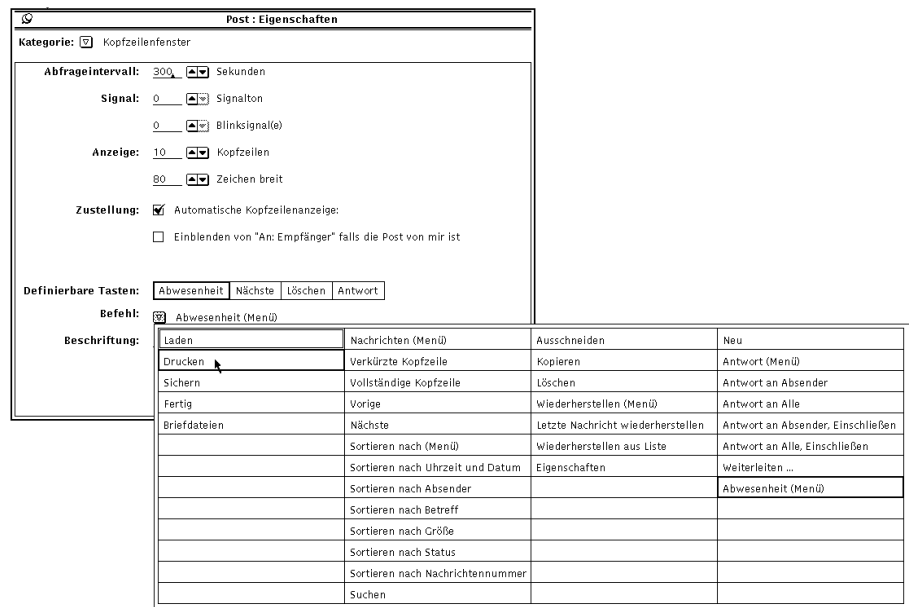 Post : Eigenschaften
Kategorie: Kopfzeilenfenster
Abfrageintervall: 300 Sekunden
Signal: 0 Signalton
0 Blinksignal(e)
Anzeige: 10 Kopfzeilen
80 Zeichen breit
Zustellung: Automatische Kopfzeilenanzeige:
Einblenden von "An: Empfänger" falls die Post von mir ist
Definierbare Tasten: Abwesenheit Nächste Löschen Antwort
Befehl: Abwesenheit (Menü)
Beschriftung:
Laden Nachrichten (Menü) Ausschneiden Neu
Drucken Verkürzte Kopfzeile Kopieren Antwort (Menü)
Sichern Vollständige Kopfzeile Löschen Antwort an Absender
Fertig Vorige Wiederherstellen (Menü) Antwort an Alle
Briefdateien Nächste Letzte Nachricht wiederherstellen Antwort an Absender, Einschließen
Sortieren nach (Menü) Wiederherstellen aus Liste Antwort an Alle, Einschließen
Sortieren nach Uhrzeit und Datum Eigenschaften Weiterleiten ...
Sortieren nach Absender Abwesenheit (Menü)
Sortieren nach Betreff
Sortieren nach Größe
Sortieren nach Status
Sortieren nach Nachrichtennummer
Suchen